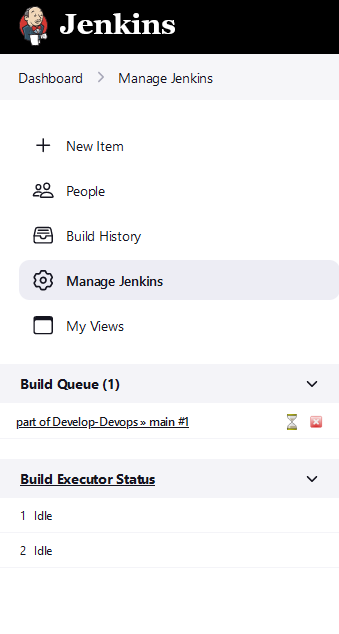 Jenkins
Dashboard > Manage Jenkins
New Item
People
Build History
Manage Jenkins
My Views
Build Queue (1)
part of Develop-Devops » main #1
Build Executor Status
1 Idle
2 Idle